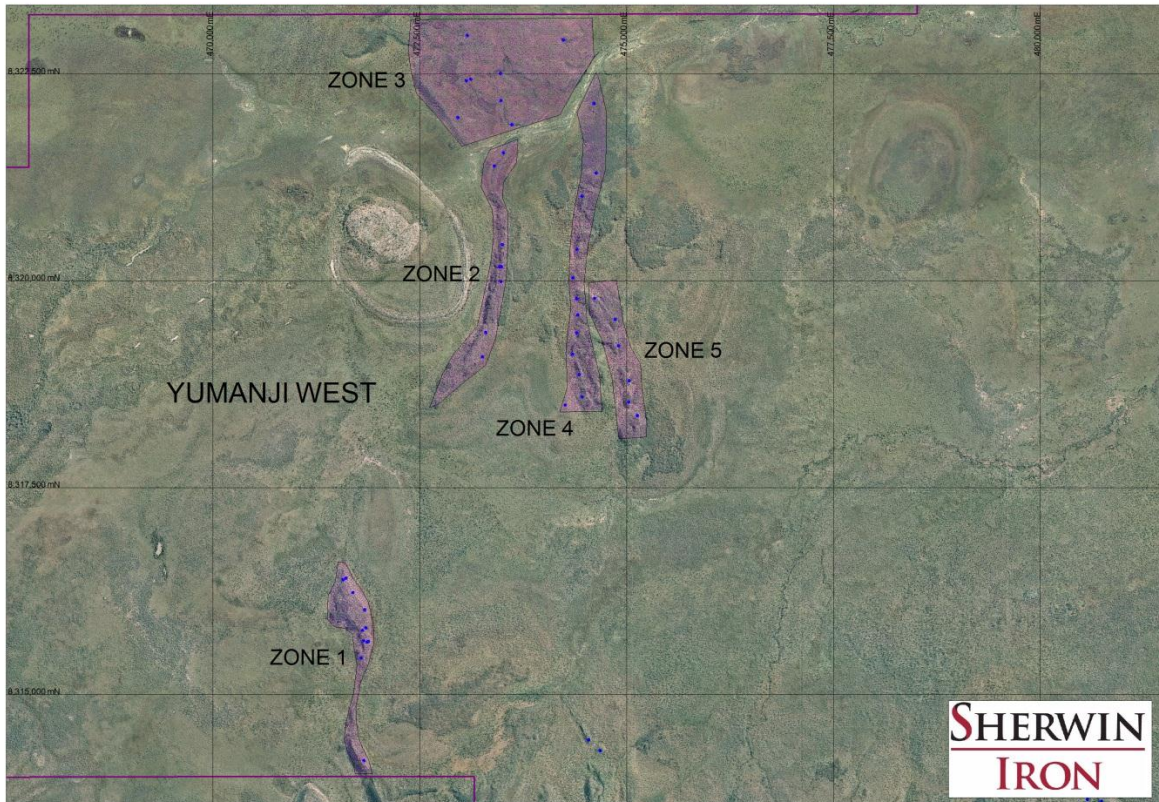 470,000 mE
472,500 mE
475,000 mE
477,500 mE
480,000 mE
8,322,500 mN
ZONE 3
ZONE 2
8,320,000 mN
ZONE 5
YUMANJI WEST
ZONE 4
8,317,500 mN
ZONE 1
8,315,000 mN
SHERWIN
IRON